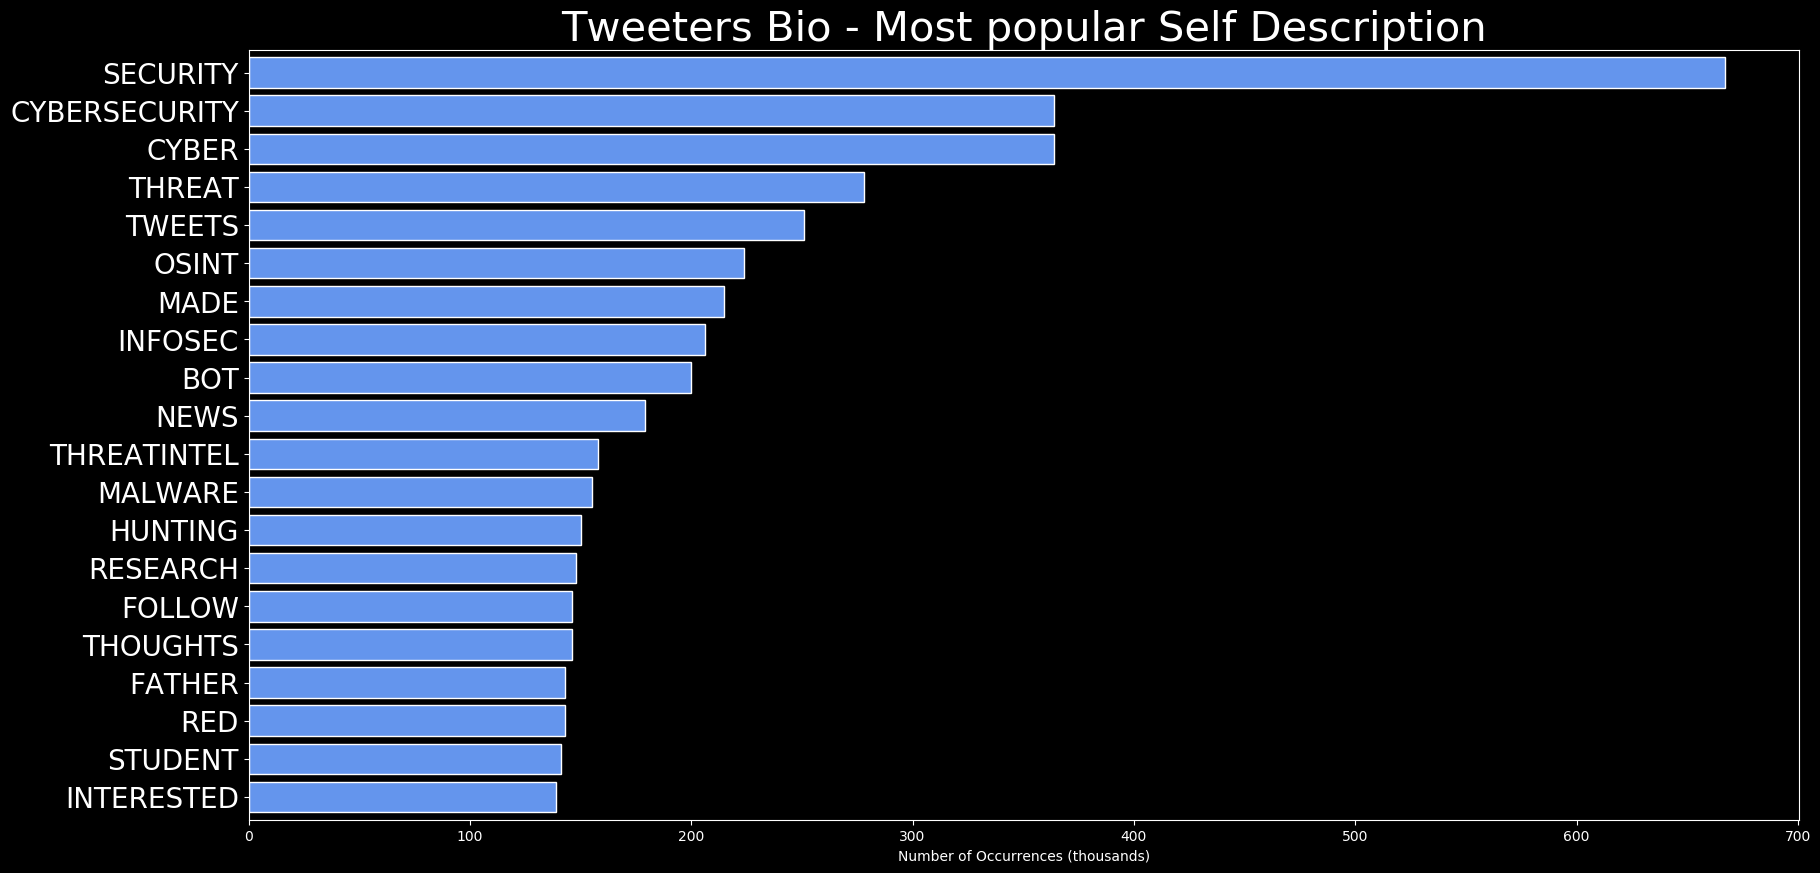 Tweeters Bio - Most popular Self Description
SECURITY
CYBERSECURITY
CYBER
THREAT
TWEETS
OSINT
MADE
INFOSEC
BOT
NEWS
THREATINTEL
MALWARE
HUNTING
RESEARCH
FOLLOW
THOUGHTS
FATHER
RED
STUDENT
INTERESTED
0 100 200 300 400 500 600 700
Number of Occurrences (thousands)